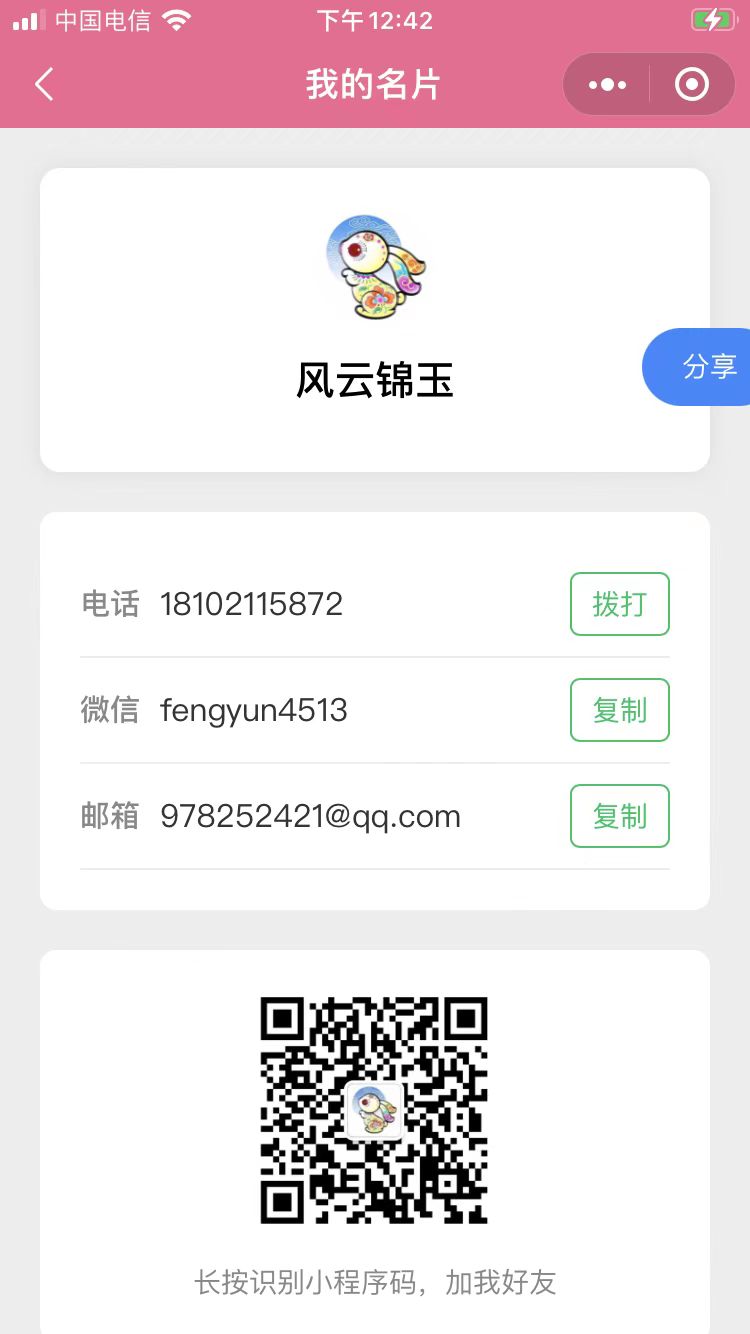 中国电信 下午12:42
我的名片
风云锦玉
分享
电话 18102115872 拨打
微信 fengyun4513 复制
邮箱 978252421@qq.com 复制
长按识别小程序码，加我好友